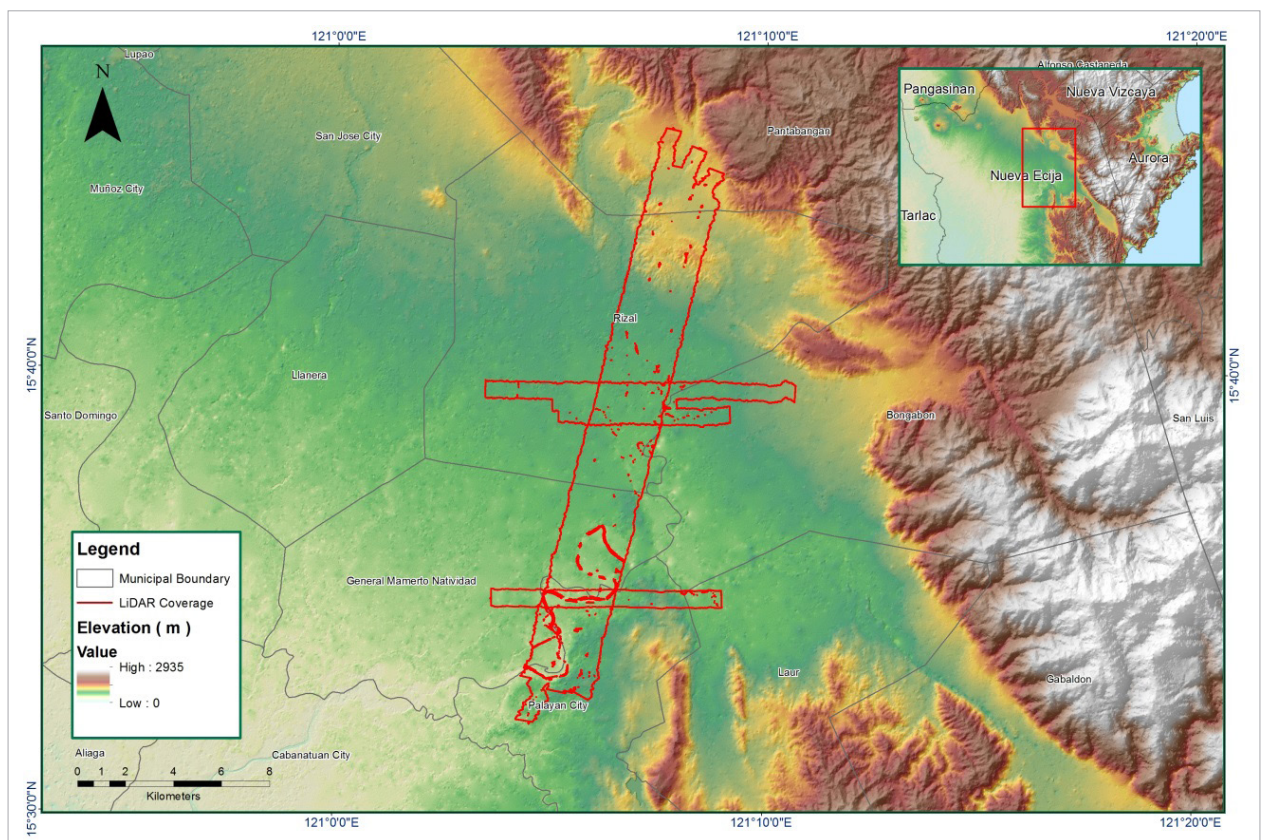 121°0'0"E
121°10'0"E
121°20'0"E
Lupao
N
San Jose City
Muñoz City
Pantabangan
Alfonso Castaneda
Pangasinan
Nueva Vizcaya
Aurora
Nueva Ecija
Tarlac
Rizal
15°40'0"N
15°40'0"N
Llanera
Santo Domingo
Bongabon
San Luis
General Mamerto Natividad
Legend
Municipal Boundary
LiDAR Coverage
Elevation ( m )
Value
High : 2935
Low : 0
Laur
Gabaldon
Palayan City
Aliaga
Cabanatuan City
0 1 2 4 6 8
Kilometers
15°30'0"N
15°30'0"N
121°0'0"E
121°10'0"E
121°20'0"E